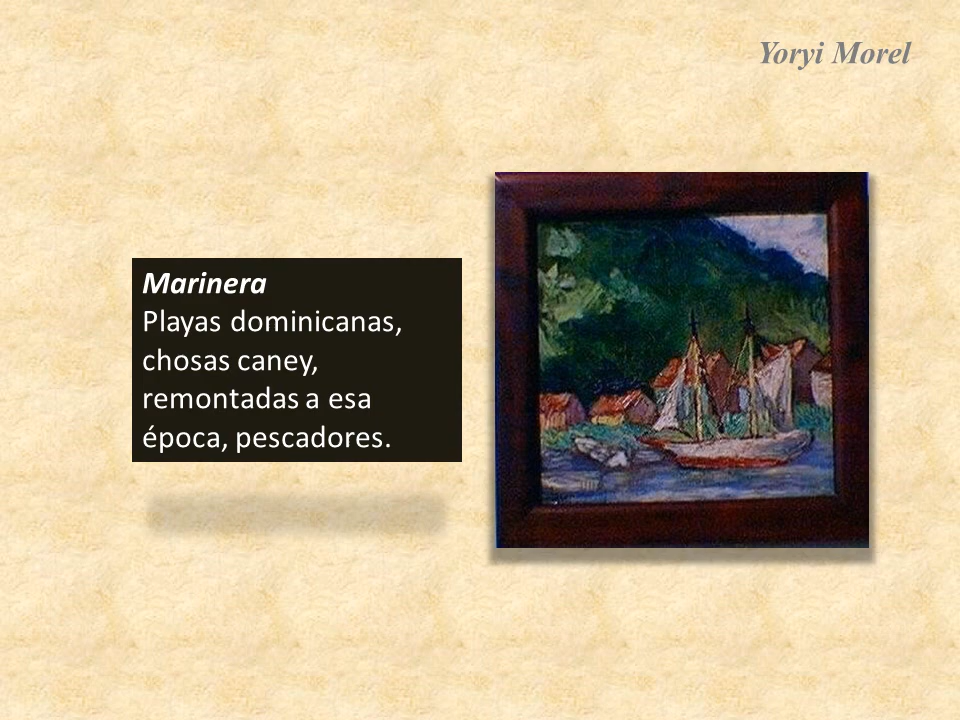 Yoryi Morel
Marinera
Playas dominicanas,
chosas caney,
remontadas a esa
época, pescadores.